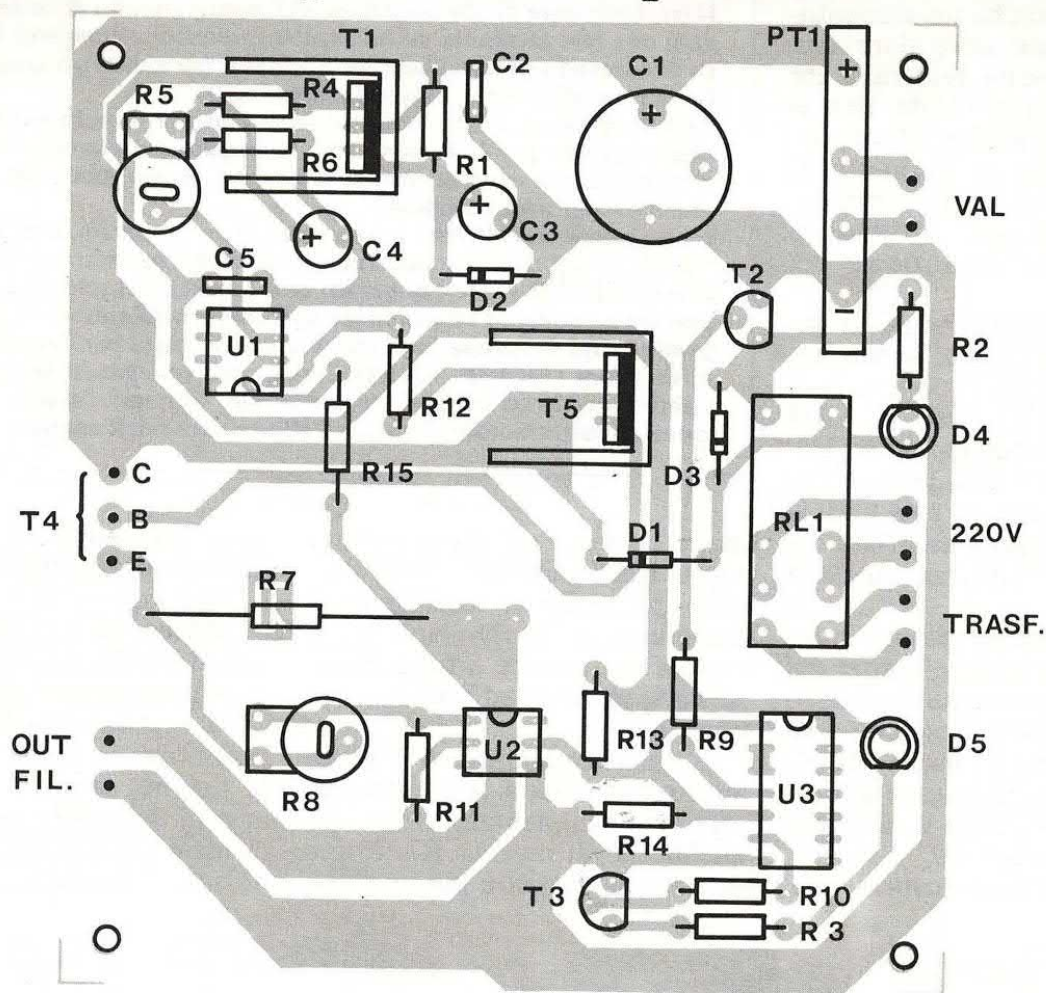 T1
PT1
+
C2
C1
+
R5
R4
R6
R1
VAL
+
C3
+
C4
C5
T2
D2
-
U1
R2
R12
T5
D4
R15
D3
C
T4
B
E
D1
RL1
220V
R7
TRASF.
OUT
FIL.
R8
R11
U2
R13
R9
U3
D5
R14
T3
R10
R3